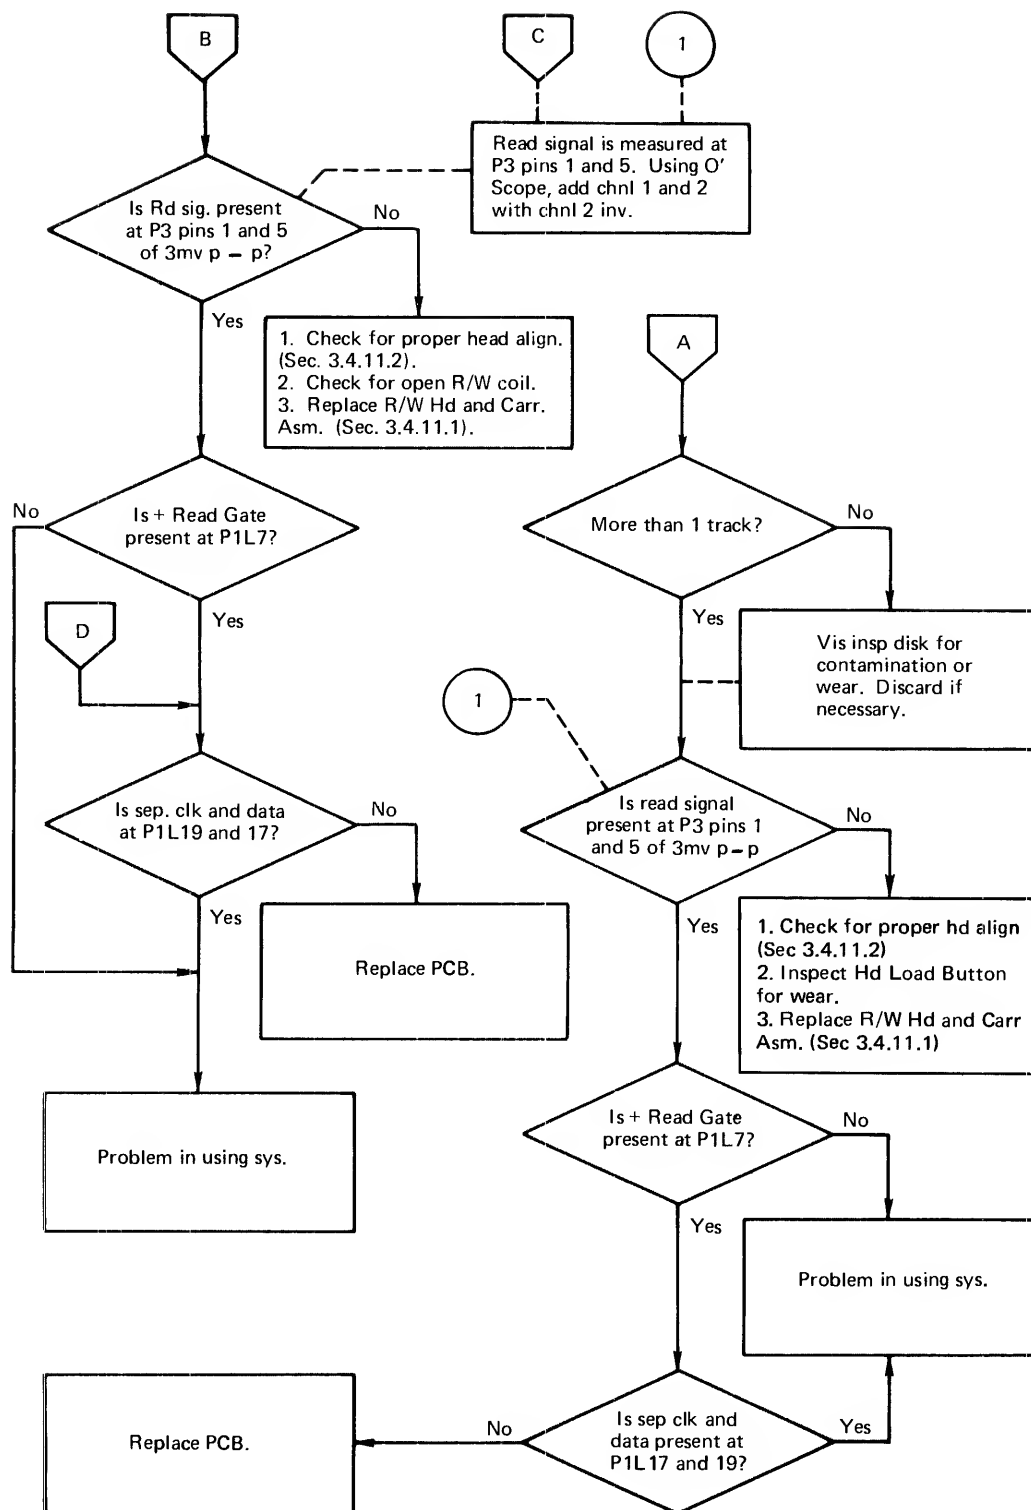 B
C
1
Read signal is measured at
P3 pins 1 and 5. Using O'
Scope, add chnl 1 and 2
with chnl 2 inv.
Is Rd sig. present
at P3 pins 1 and 5
of 3mv p – p?
No
Yes
1. Check for proper head align.
(Sec. 3.4.11.2).
2. Check for open R/W coil.
3. Replace R/W Hd and Carr.
Asm. (Sec. 3.4.11.1).
A
No
Is + Read Gate
present at P1L7?
Yes
More than 1 track?
No
Yes
D
Vis insp disk for
contamination or
wear. Discard if
necessary.
1
Is sep. clk and data
at P1L19 and 17?
No
Yes
Is read signal
present at P3 pins 1
and 5 of 3mv p – p
No
Yes
Replace PCB.
1. Check for proper hd align
(Sec 3.4.11.2)
2. Inspect Hd Load Button
for wear.
3. Replace R/W Hd and Carr
Asm. (Sec 3.4.11.1)
Problem in using sys.
Is + Read Gate
present at P1L7?
No
Yes
Problem in using sys.
Replace PCB.
No
Is sep clk and
data present at
P1L17 and 19?
Yes